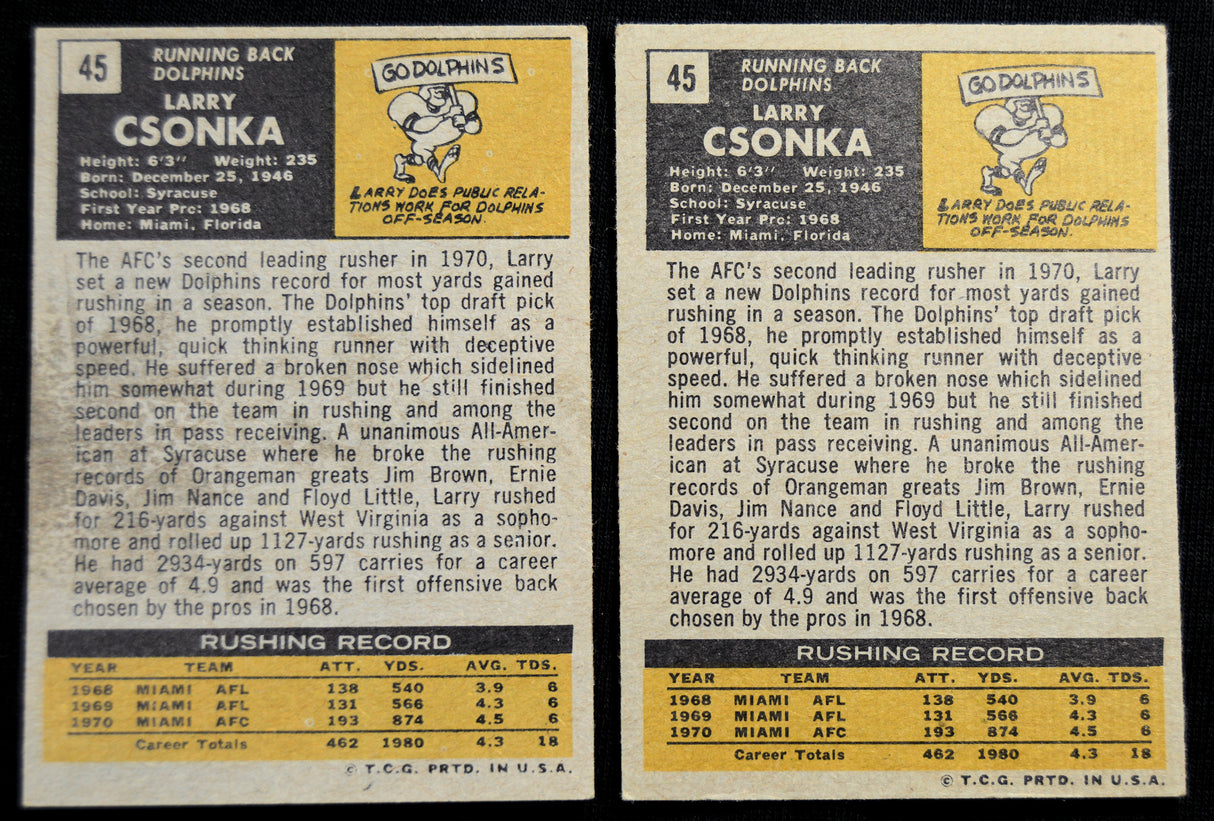 45
RUNNING BACK
DOLPHINS
LARRY
CSONKA
Height: 6'3'' Weight: 235
Born: December 25, 1946
School: Syracuse
First Year Pro: 1968
Home: Miami, Florida
GO DOLPHINS
LARRY DOES PUBLIC RELA-
TIONS WORK FOR DOLPHINS
OFF-SEASON.
The AFC's second leading rusher in 1970, Larry
set a new Dolphins record for most yards gained
rushing in a season. The Dolphins' top draft pick
of 1968, he promptly established himself as a
powerful, quick thinking runner with deceptive
speed. He suffered a broken nose which sidelined
him somewhat during 1969 but he still finished
second on the team in rushing and among the
leaders in pass receiving. A unanimous All-Amer-
ican at Syracuse where he broke the rushing
records of Orangeman greats Jim Brown, Ernie
Davis, Jim Nance and Floyd Little, Larry rushed
for 216-yards against West Virginia as a sopho-
more and rolled up 1127-yards rushing as a senior.
He had 2934-yards on 597 carries for a career
average of 4.9 and was the first offensive back
chosen by the pros in 1968.
RUSHING RECORD
YEAR TEAM ATT. YDS. AVG. TDS.
1968 MIAMI AFL 138 540 3.9 6
1969 MIAMI AFL 131 566 4.3 6
1970 MIAMI AFC 193 874 4.5 6
Career Totals 462 1980 4.3 18
© T.C.G. PRTD. IN U.S.A.
45
RUNNING BACK
DOLPHINS
LARRY
CSONKA
Height: 6'3'' Weight: 235
Born: December 25, 1946
School: Syracuse
First Year Pro: 1968
Home: Miami, Florida
GO DOLPHINS
LARRY DOES PUBLIC RELA-
TIONS WORK FOR DOLPHINS
OFF-SEASON.
The AFC's second leading rusher in 1970, Larry
set a new Dolphins record for most yards gained
rushing in a season. The Dolphins' top draft pick
of 1968, he promptly established himself as a
powerful, quick thinking runner with deceptive
speed. He suffered a broken nose which sidelined
him somewhat during 1969 but he still finished
second on the team in rushing and among the
leaders in pass receiving. A unanimous All-Amer-
ican at Syracuse where he broke the rushing
records of Orangeman greats Jim Brown, Ernie
Davis, Jim Nance and Floyd Little, Larry rushed
for 216-yards against West Virginia as a sopho-
more and rolled up 1127-yards rushing as a senior.
He had 2934-yards on 597 carries for a career
average of 4.9 and was the first offensive back
chosen by the pros in 1968.
RUSHING RECORD
YEAR TEAM ATT. YDS. AVG. TDS.
1968 MIAMI AFL 138 540 3.9 6
1969 MIAMI AFL 131 566 4.3 6
1970 MIAMI AFC 193 874 4.5 6
Career Totals 462 1980 4.3 18
© T.C.G. PRTD. IN U.S.A.